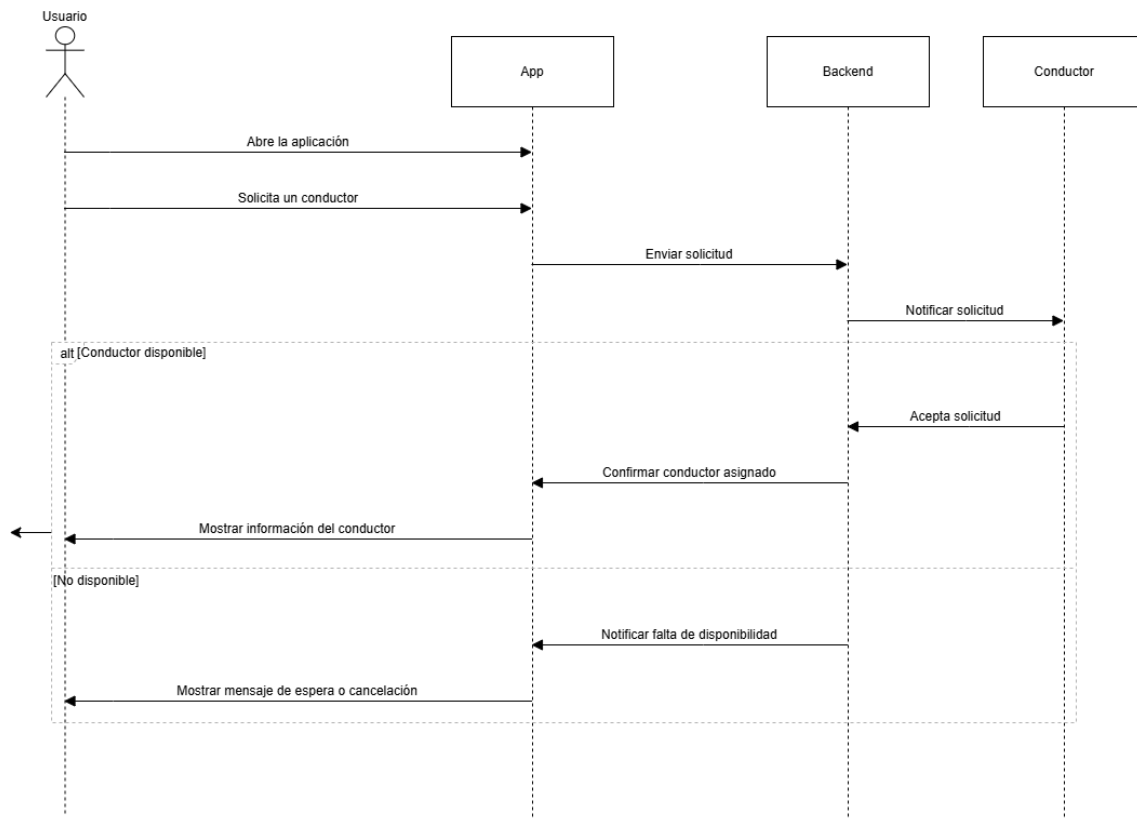 Usuario
App
Backend
Conductor
Abre la aplicación
Solicita un conductor
Enviar solicitud
Notificar solicitud
alt [Conductor disponible]
Acepta solicitud
Confirmar conductor asignado
Mostrar información del conductor
[No disponible]
Notificar falta de disponibilidad
Mostrar mensaje de espera o cancelación